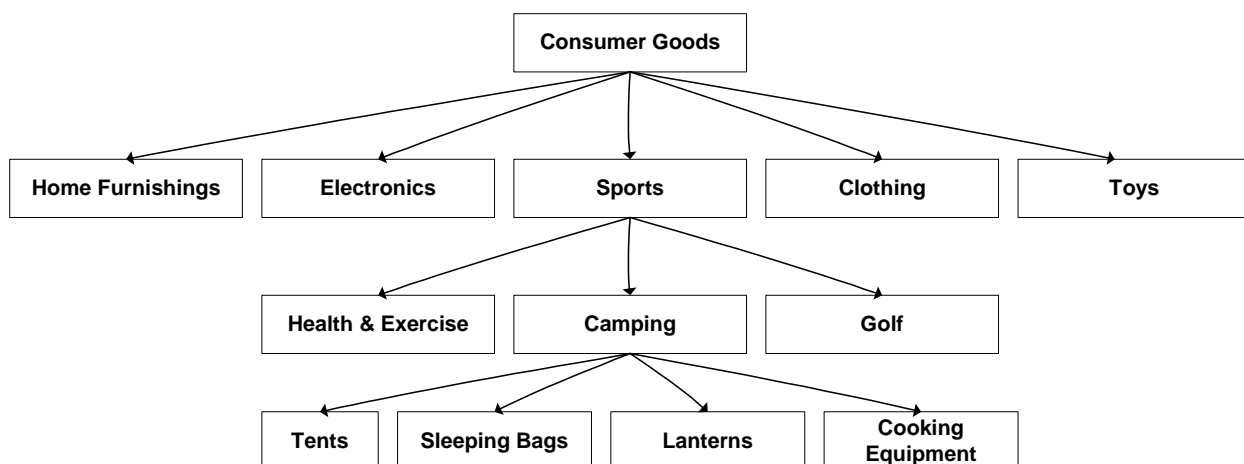 Consumer Goods
Home Furnishings
Electronics
Sports
Clothing
Toys
Health & Exercise
Camping
Golf
Tents
Sleeping Bags
Lanterns
Cooking
Equipment